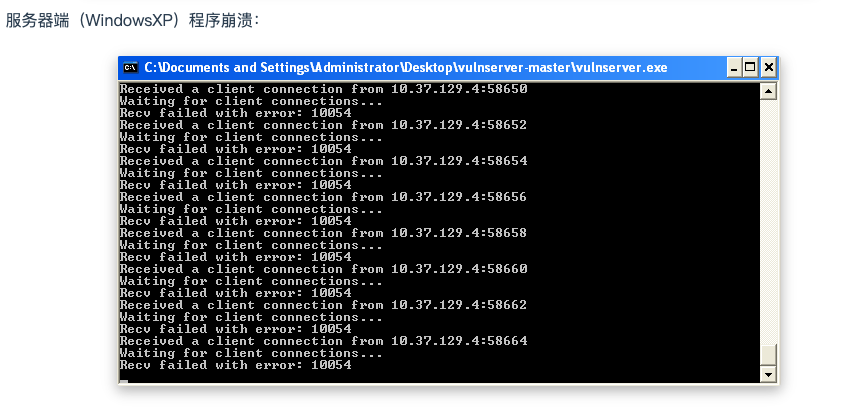 服务器端（WindowsXP）程序崩溃：
C:\Documents and Settings\Administrator\Desktop\vulnserver-master\vulnserver.exe
Received a client connection from 10.37.129.4:58650
Waiting for client connections...
Recv failed with error: 10054
Received a client connection from 10.37.129.4:58652
Waiting for client connections...
Recv failed with error: 10054
Received a client connection from 10.37.129.4:58654
Waiting for client connections...
Recv failed with error: 10054
Received a client connection from 10.37.129.4:58656
Waiting for client connections...
Recv failed with error: 10054
Received a client connection from 10.37.129.4:58658
Waiting for client connections...
Recv failed with error: 10054
Received a client connection from 10.37.129.4:58660
Waiting for client connections...
Recv failed with error: 10054
Received a client connection from 10.37.129.4:58662
Waiting for client connections...
Recv failed with error: 10054
Received a client connection from 10.37.129.4:58664
Waiting for client connections...
Recv failed with error: 10054